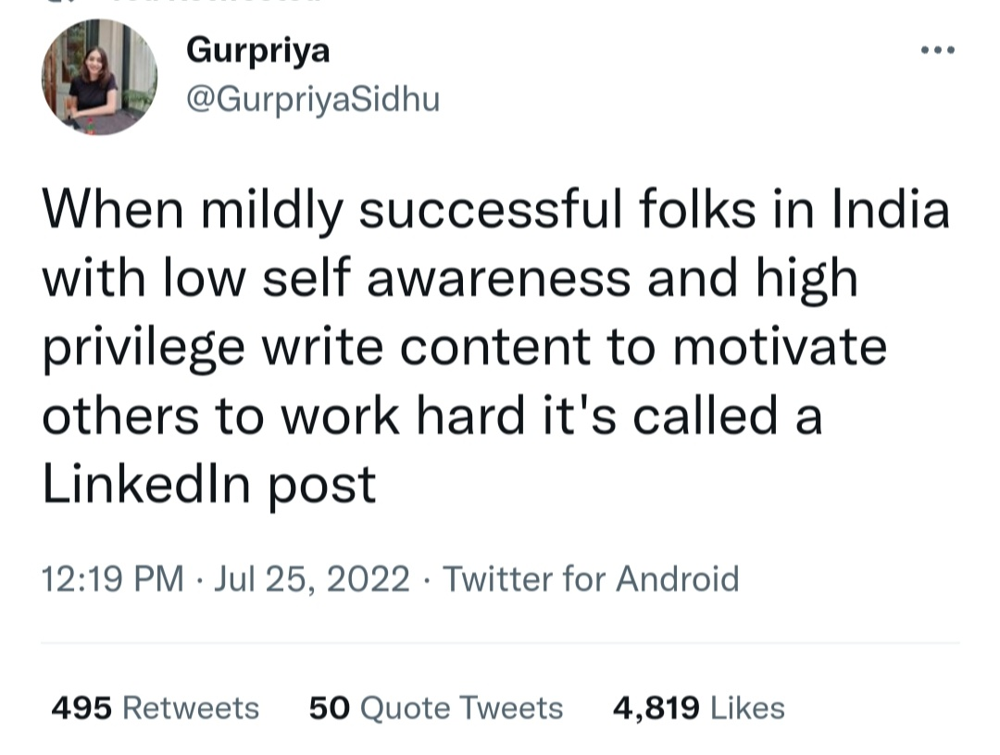 Gurpriya
@GurpriyaSidhu
When mildly successful folks in India
with low self awareness and high
privilege write content to motivate
others to work hard it's called a
LinkedIn post
12:19 PM · Jul 25, 2022 · Twitter for Android
495 Retweets 50 Quote Tweets 4,819 Likes